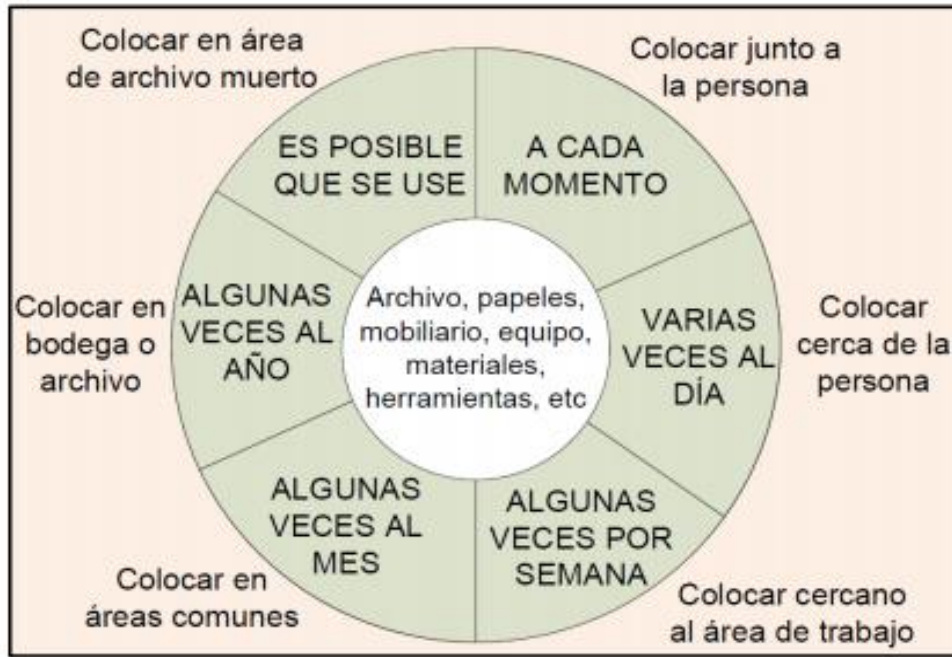 Colocar en área
de archivo muerto
Colocar junto a
la persona
ES POSIBLE
QUE SE USE
A CADA
MOMENTO
Colocar en
bodega o
archivo
ALGUNAS
VECES AL
AÑO
Archivo, papeles,
mobiliario, equipo,
materiales,
herramientas, etc
VARIAS
VECES AL
DÍA
Colocar
cerca de la
persona
ALGUNAS
VECES AL
MES
ALGUNAS
VECES POR
SEMANA
Colocar en
áreas comunes
Colocar cercano
al área de trabajo